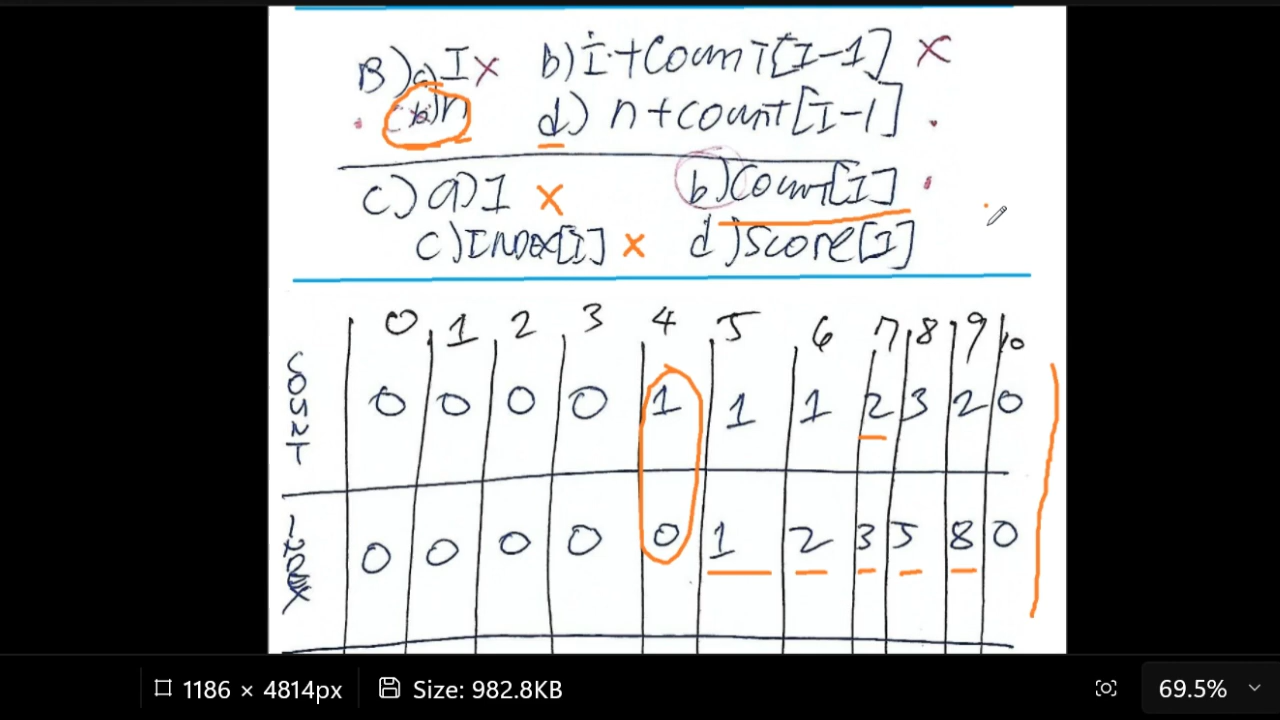 B) a) I × b) I + Count[I-1] ×
b) n d) n + count[I-1] .
C) a) I × b) Count[I] .
C) Index[I] × d) Score[I]
0 1 2 3 4 5 6 7 8 9 10
COUNT 0 0 0 0 1 1 1 2 3 2 0
0 0 0 0 0 1 2 3 5 8 0
1186 × 4814px Size: 982.8KB 69.5%